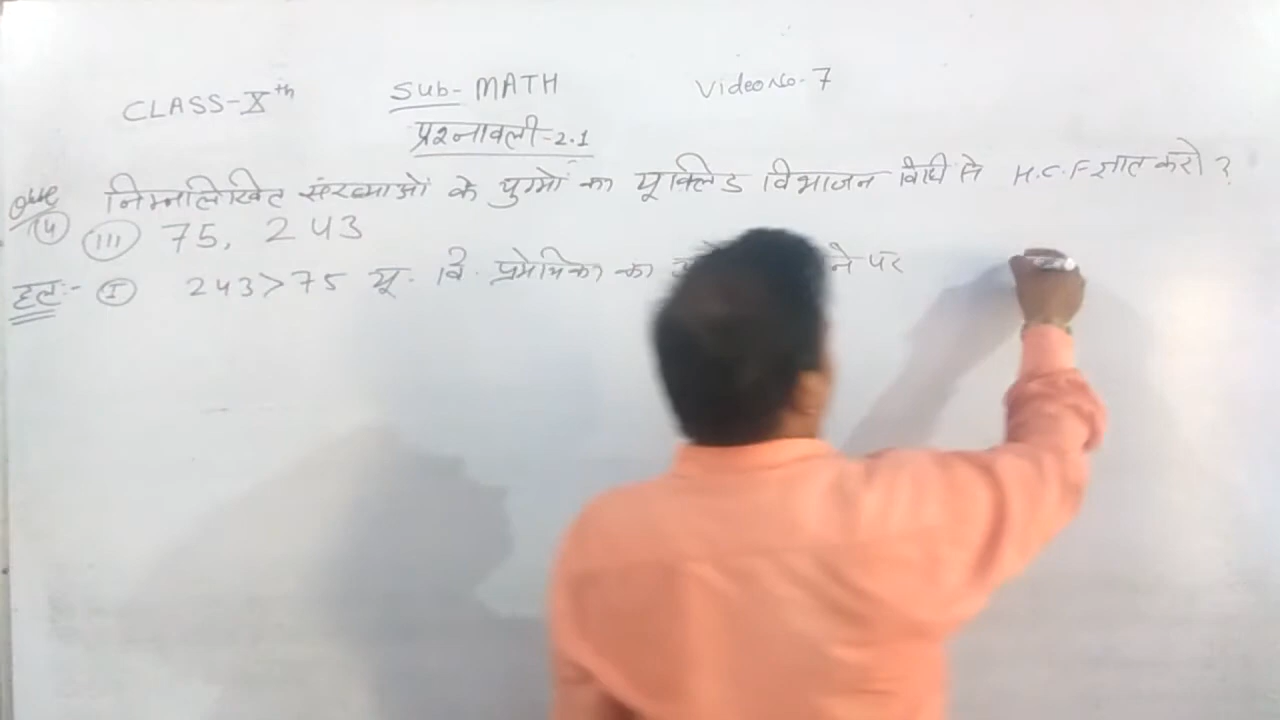 CLASS-Xth Sub- MATH Video No- 7
प्रश्नावली-2.1
Que 4 निम्नलिखित संख्याओं के युग्मों का यूक्लिड विभाजन विधि से H.C.F ज्ञात करो ?
(III) 75, 243
हल:- (I) 243>75 यू. वि. प्रमेयिका का पर